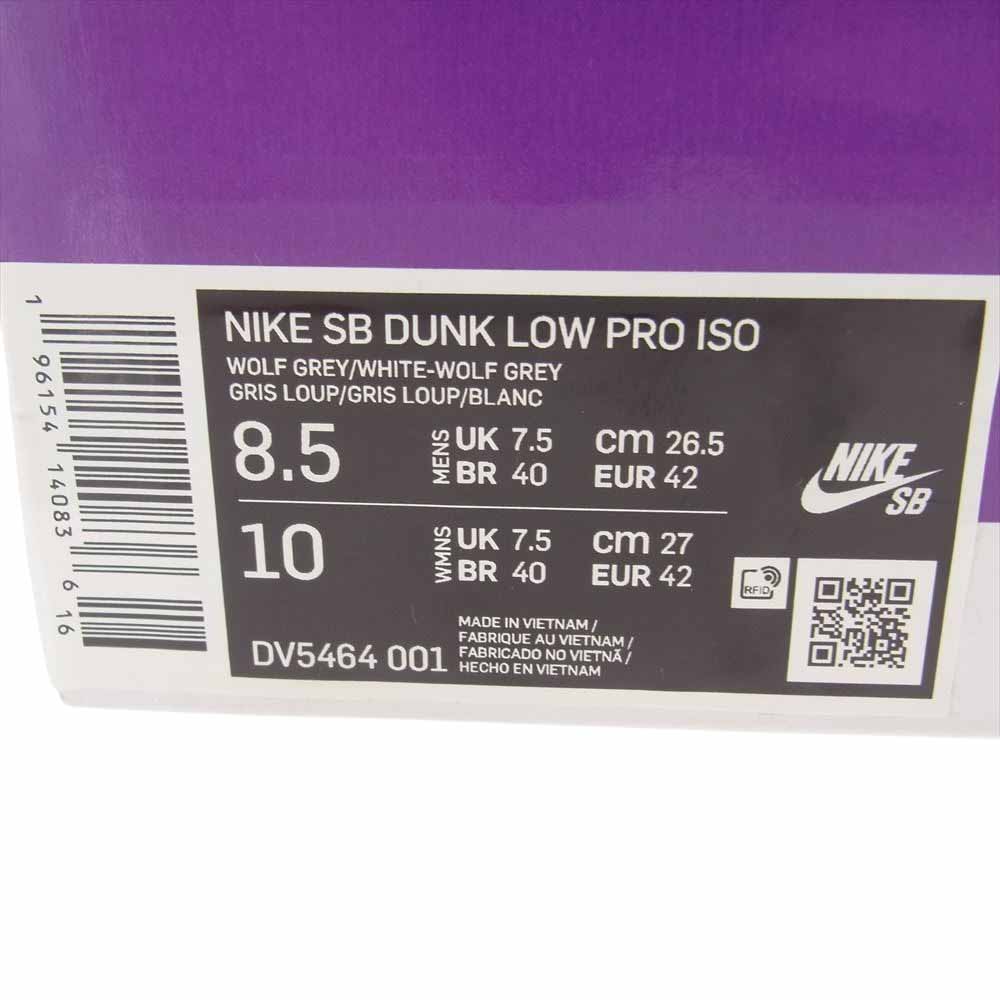 NIKE SB DUNK LOW PRO ISO
WOLF GREY/WHITE-WOLF GREY
GRIS LOUP/GRIS LOUP/BLANC
8.5 MENS UK 7.5 cm 26.5
BR 40 EUR 42
10 WMNS UK 7.5 cm 27
BR 40 EUR 42
DV5464 001
MADE IN VIETNAM /
FABRIQUE AU VIETNAM /
FABRICADO NO VIETNÃ /
HECHO EN VIETNAM
NIKE
SB
RFID
1 96154 14083 6 16